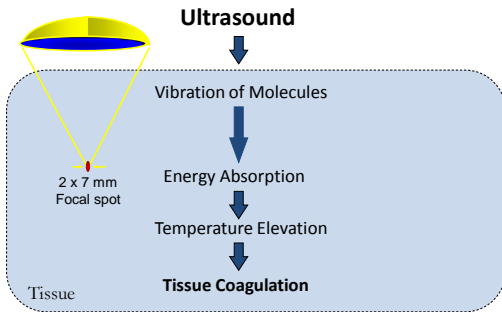 Ultrasound
Vibration of Molecules
2 x 7 mm
Focal spot
Energy Absorption
Temperature Elevation
Tissue Coagulation
Tissue